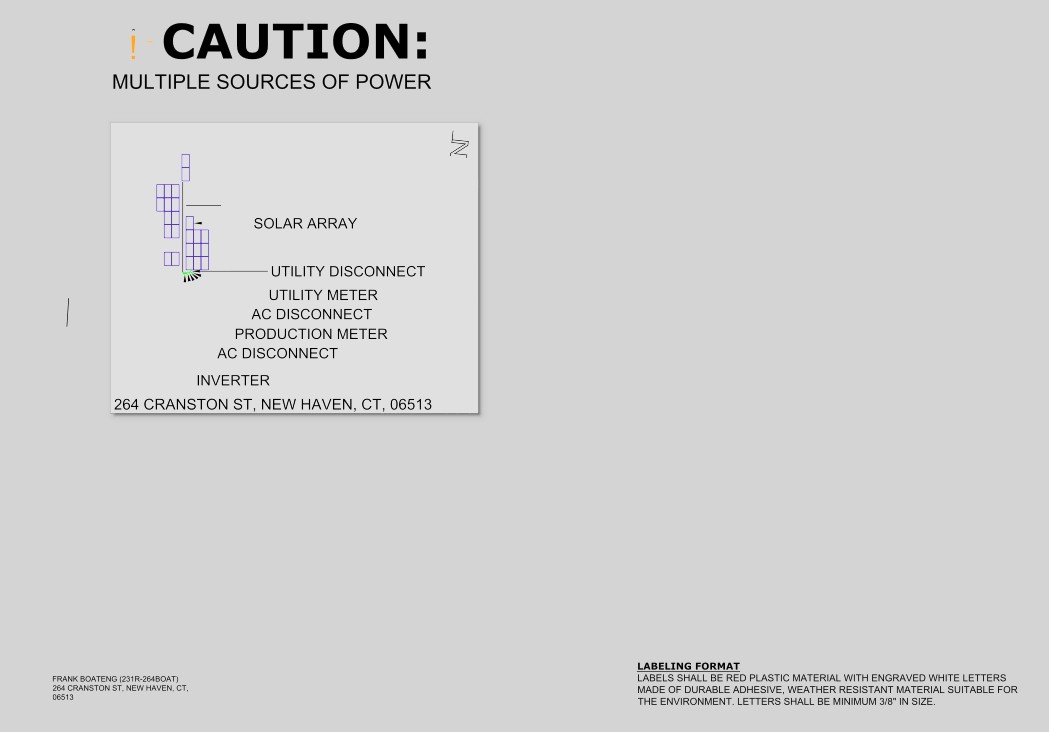 CAUTION:
MULTIPLE SOURCES OF POWER
N
SOLAR ARRAY
UTILITY DISCONNECT
UTILITY METER
AC DISCONNECT
PRODUCTION METER
AC DISCONNECT
INVERTER
264 CRANSTON ST, NEW HAVEN, CT, 06513
FRANK BOATENG (231R-264BOAT)
264 CRANSTON ST, NEW HAVEN, CT,
06513
LABELING FORMAT
LABELS SHALL BE RED PLASTIC MATERIAL WITH ENGRAVED WHITE LETTERS
MADE OF DURABLE ADHESIVE, WEATHER RESISTANT MATERIAL SUITABLE FOR
THE ENVIRONMENT. LETTERS SHALL BE MINIMUM 3/8" IN SIZE.